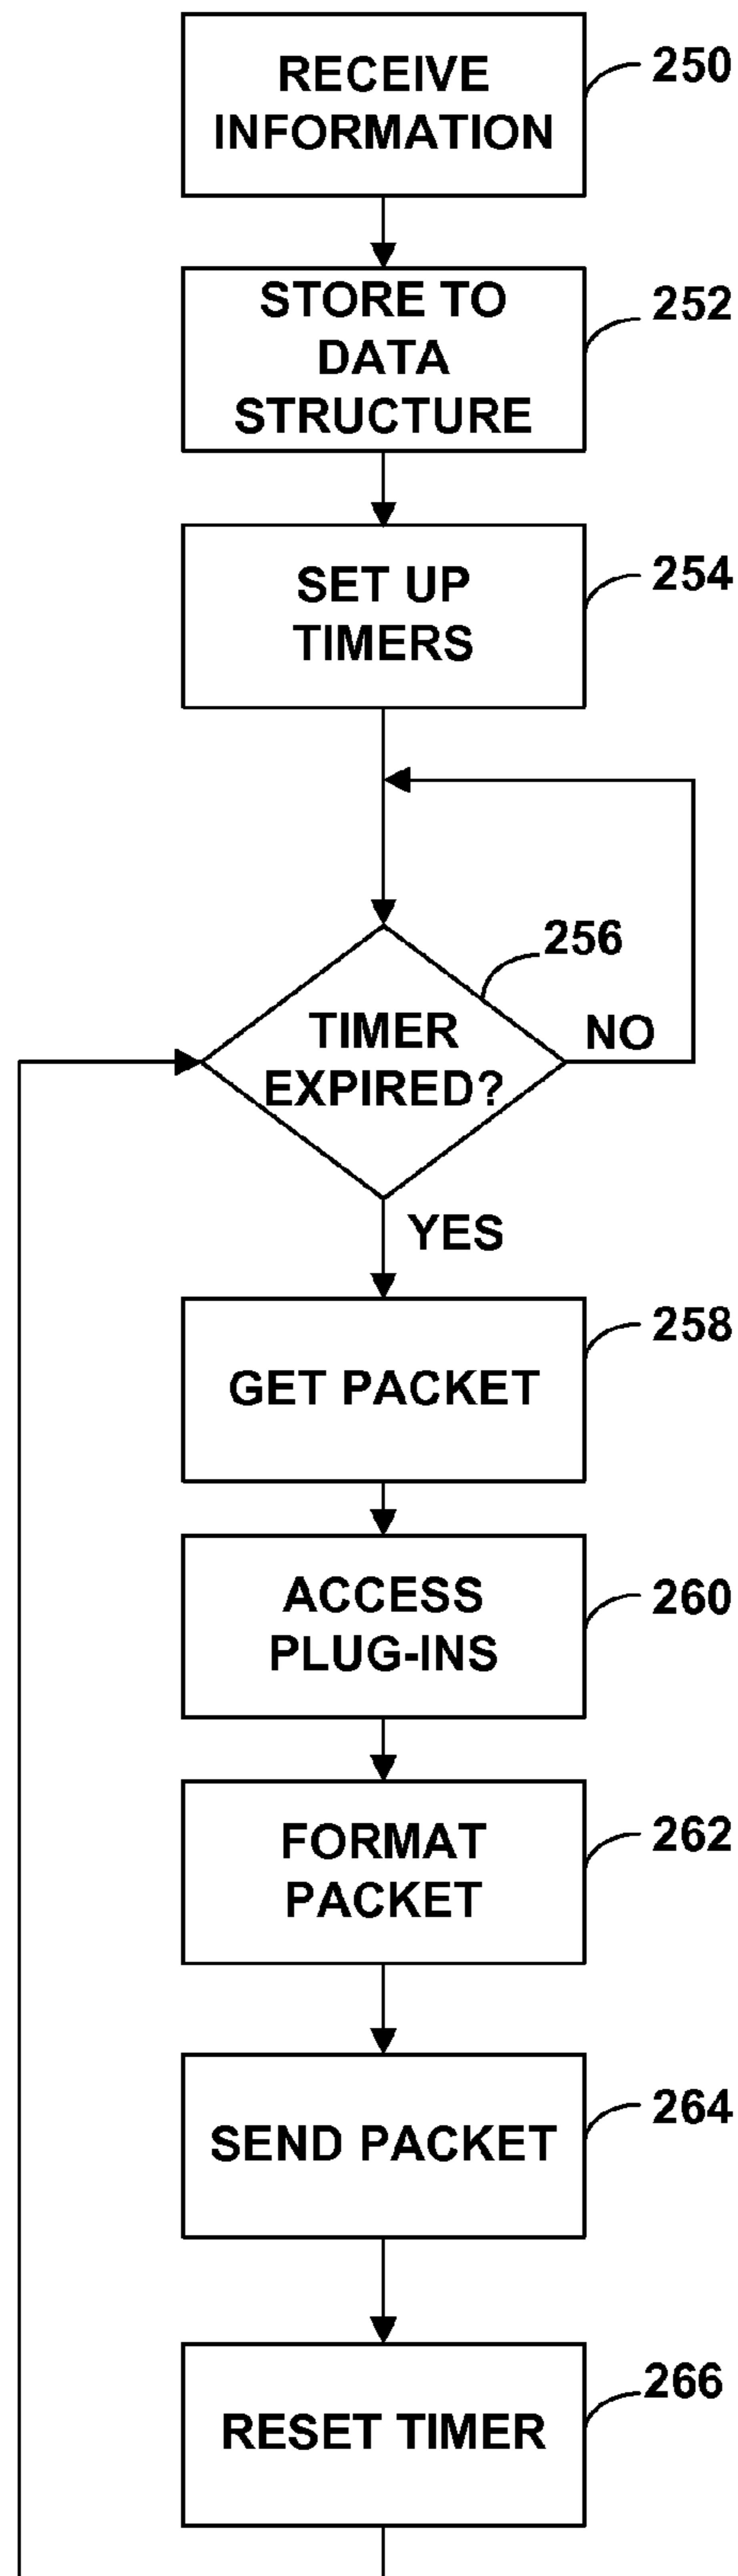 RECEIVE
INFORMATION
250
STORE TO
DATA
STRUCTURE
252
SET UP
TIMERS
254
256
TIMER
EXPIRED?
NO
YES
GET PACKET
258
ACCESS
PLUG-INS
260
FORMAT
PACKET
262
SEND PACKET
264
RESET TIMER
266